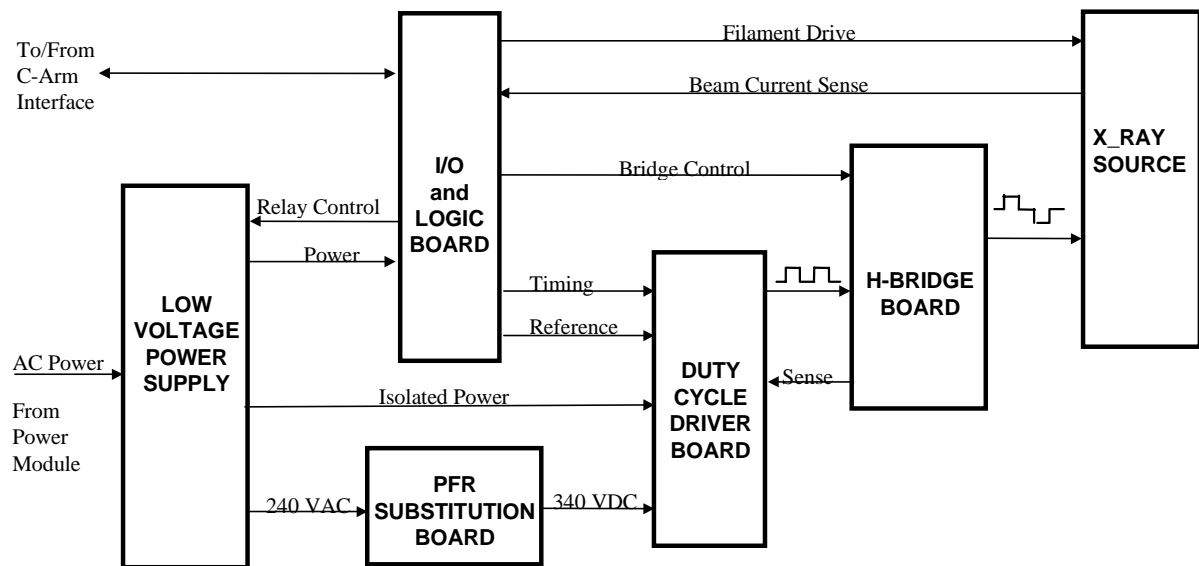 To/From
C-Arm
Interface
Filament Drive
Beam Current Sense
X_RAY
SOURCE
I/O
and
LOGIC
BOARD
Bridge Control
Relay Control
Power
H-BRIDGE
BOARD
Timing
Reference
LOW
VOLTAGE
POWER
SUPPLY
AC Power
From
Power
Module
DUTY
CYCLE
DRIVER
BOARD
Sense
Isolated Power
PFR
SUBSTITUTION
BOARD
240 VAC
340 VDC